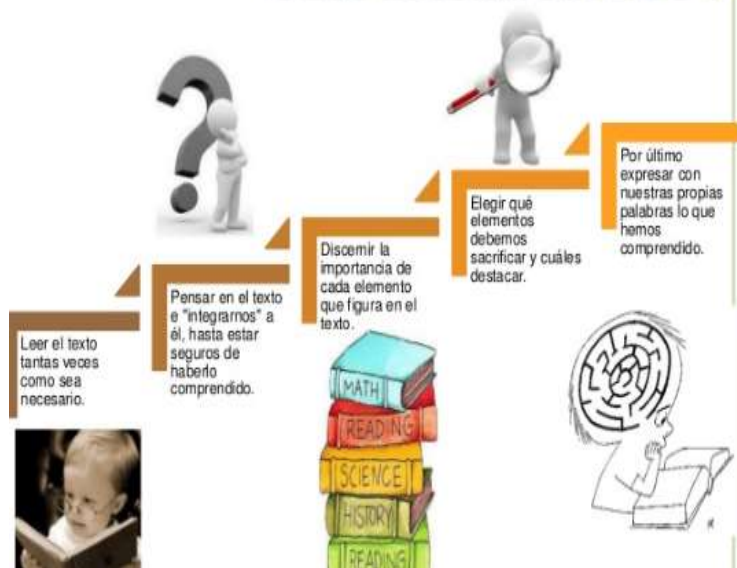 Leer el texto
tantas veces
como sea
necesario.
Pensar en el texto
e "integrarnos" a
él, hasta estar
seguros de
haberlo
comprendido.
Discernir la
importancia de
cada elemento
que figura en el
texto.
Elegir qué
elementos
debemos
sacrificar y cuáles
destacar.
Por último
expresar con
nuestras propias
palabras lo que
hemos
comprendido.
MATH
READING
SCIENCE
HISTORY
READING